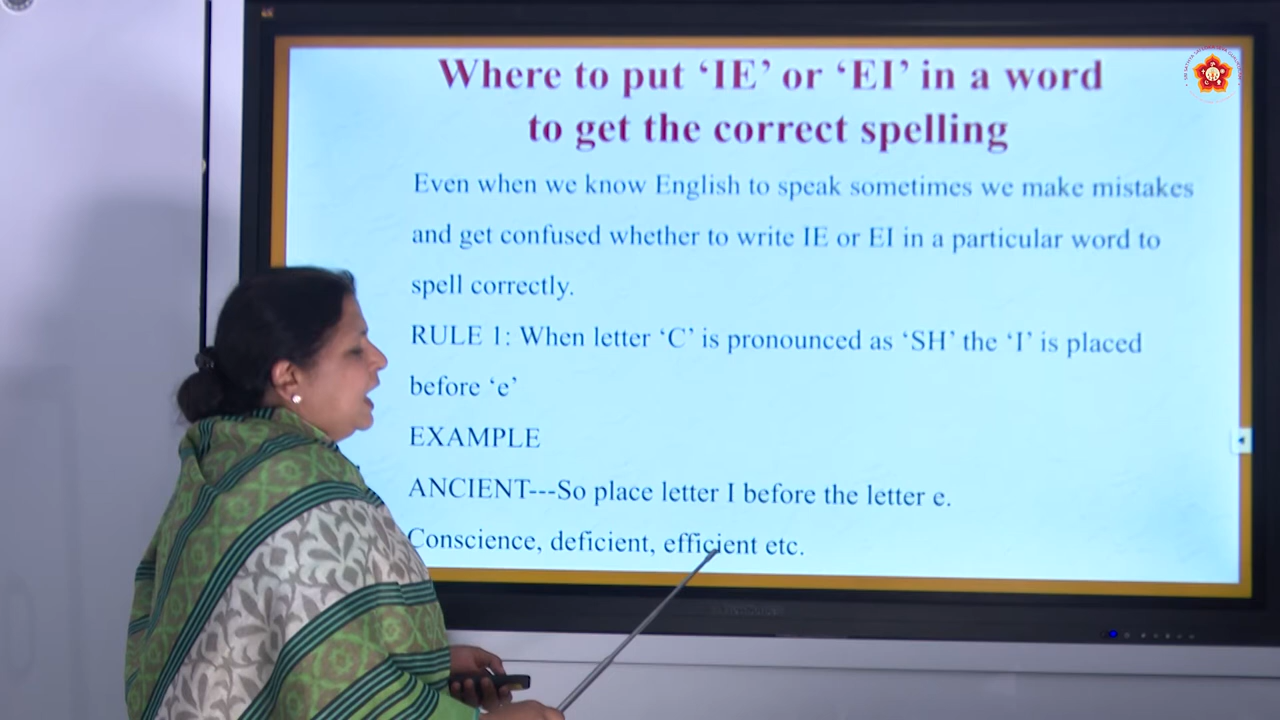 Where to put ‘IE’ or ‘EI’ in a word
to get the correct spelling
Even when we know English to speak sometimes we make mistakes
and get confused whether to write IE or EI in a particular word to
spell correctly.
RULE 1: When letter ‘C’ is pronounced as ‘SH’ the ‘I’ is placed
before ‘e’
EXAMPLE
ANCIENT---So place letter I before the letter e.
Conscience, deficient, efficient etc.